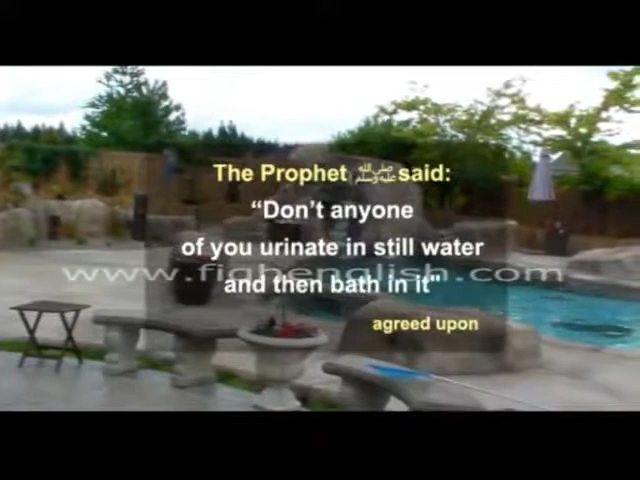 The Prophet ﷺ said:
“Don't anyone
of you urinate in still water
www.fiqhenglish.com
and then bath in it"
agreed upon